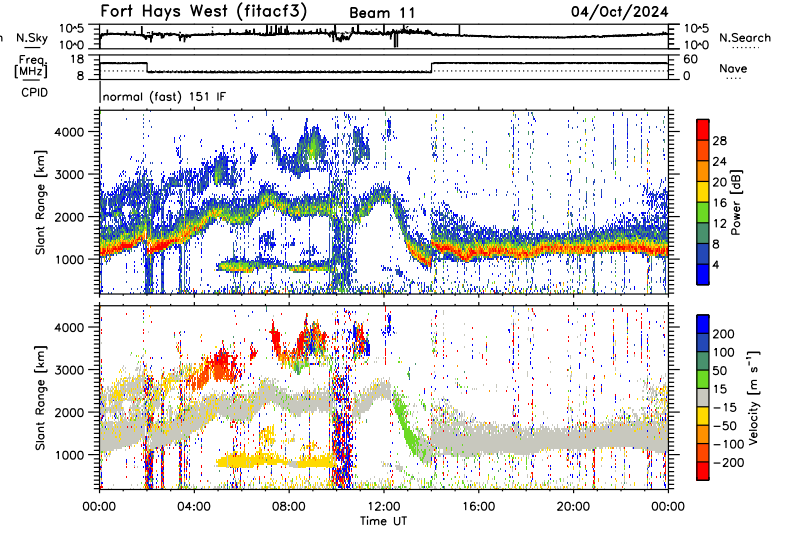 Fort Hays West (fitacf3) Beam 11 04/Oct/2024
n N.Sky 10^5 10^0 10^5 10^0 N.Search
Freq. [MHz] 18 8 60 0 Nave
CPID normal (fast) 151 IF
Slant Range [km]
4000
3000
2000
1000
28
24
20
16
12
8
4
Power [dB]
Slant Range [km]
4000
3000
2000
1000
200
100
50
15
-15
-50
-100
-200
Velocity [m s⁻¹]
00:00 04:00 08:00 12:00 16:00 20:00 00:00
Time UT